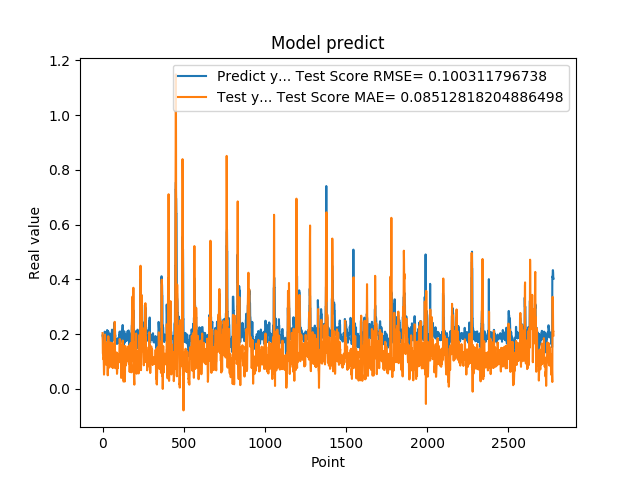 Model predict
Predict y... Test Score RMSE= 0.100311796738
Test y... Test Score MAE= 0.08512818204886498
Real value
1.2
1.0
0.8
0.6
0.4
0.2
0.0
0 500 1000 1500 2000 2500
Point